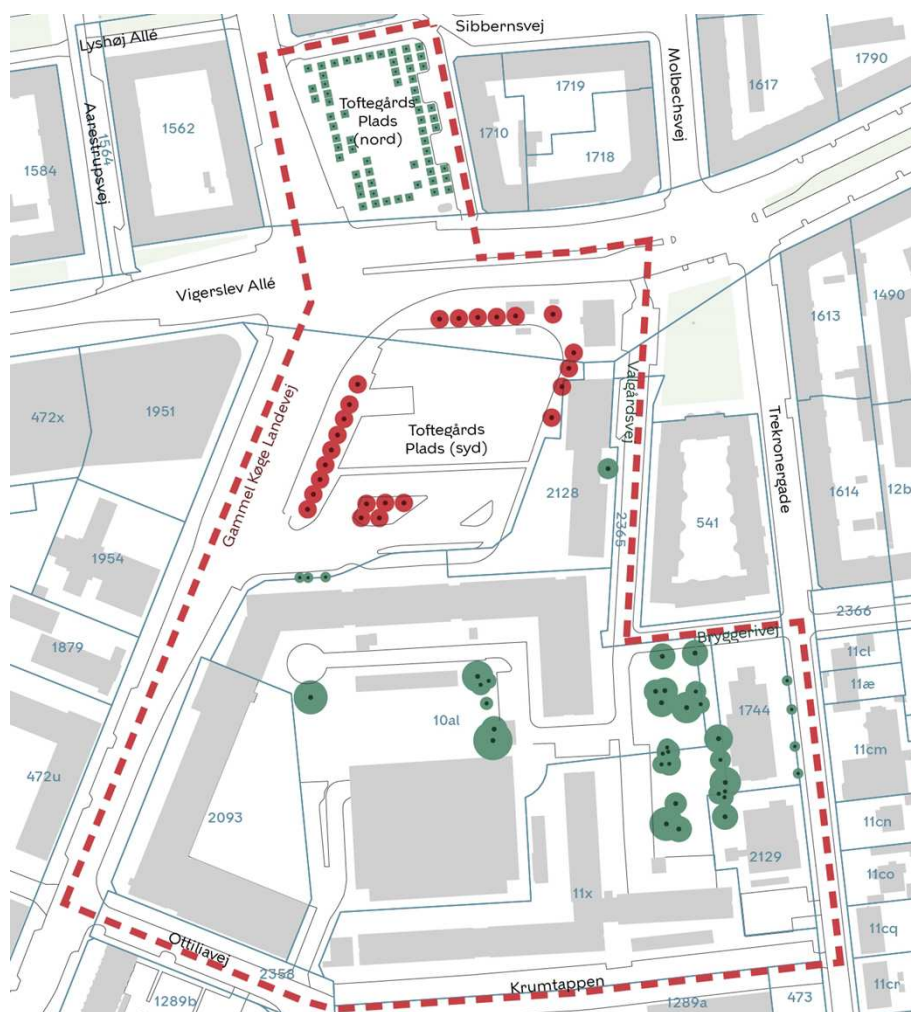 Sibbernsvej
Lyshøj Allé
Molbechsvej
1790
1719
1617
Toftegårds
Plads
(nord)
1562
1710
1564
Aarestrupsvej
1584
1718
Vigerslev Allé
1490
1613
Valgårdsvej
472x
1951
Trekronergade
Toftegårds
Plads (syd)
Gammel Køge Landevej
2128
1614
12b
2365
541
1954
2366
Bryggerivej
1879
11cl
11æ
10al
1744
11cm
472u
2093
11cn
2129
11co
11x
11cq
Ottiliavej
2358
Krumtappen
11cr
1289b
1289a
473